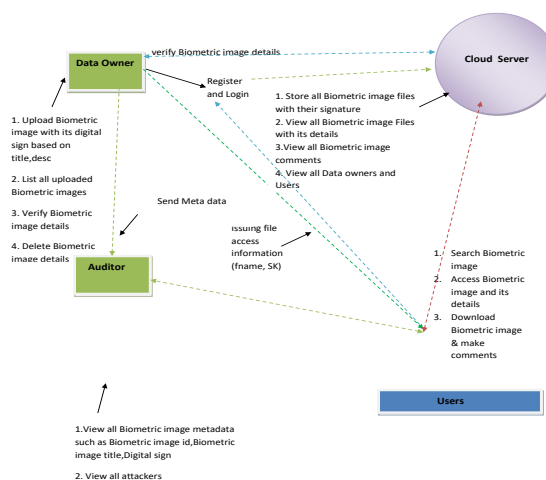 verify Biometric image details
Data Owner
Cloud Server
Register
and Login
1. Upload Biometric
image with its digital
sign based on
title,desc
2. List all uploaded
Biometric images
3. Verify Biometric
image details
4. Delete Biometric
image details
1. Store all Biometric image files
with their signature
2. View all Biometric image Files
with its details
3.View all Biometric image
comments
4. View all Data owners and
Users
Send Meta data
Issuing file
access
information
(fname, SK)
Auditor
1. Search Biometric
image
2. Access Biometric
image and its
details
3. Download
Biometric image
& make
comments
Users
1.View all Biometric image metadata
such as Biometric image id,Biometric
image title,Digital sign
2. View all attackers